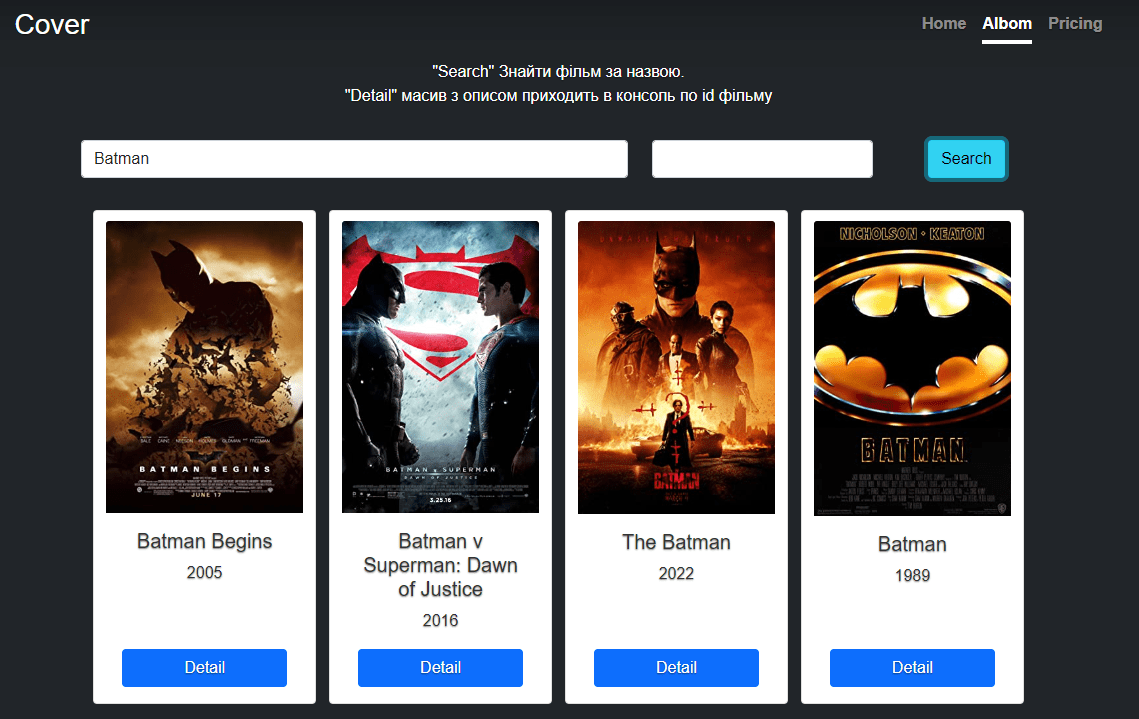 Cover
Home Albom Pricing
"Search" Знайти фільм за назвою.
"Detail" масив з описом приходить в консоль по id фільму
Batman
Search
BATMAN BEGINS
JUNE 17
BATMAN V SUPERMAN
DAWN OF JUSTICE
3.25.16
THE
BATMAN
NICHOLSON • KEATON
BATMAN
Batman Begins
2005
Batman v
Superman: Dawn
of Justice
2016
The Batman
2022
Batman
1989
Detail
Detail
Detail
Detail